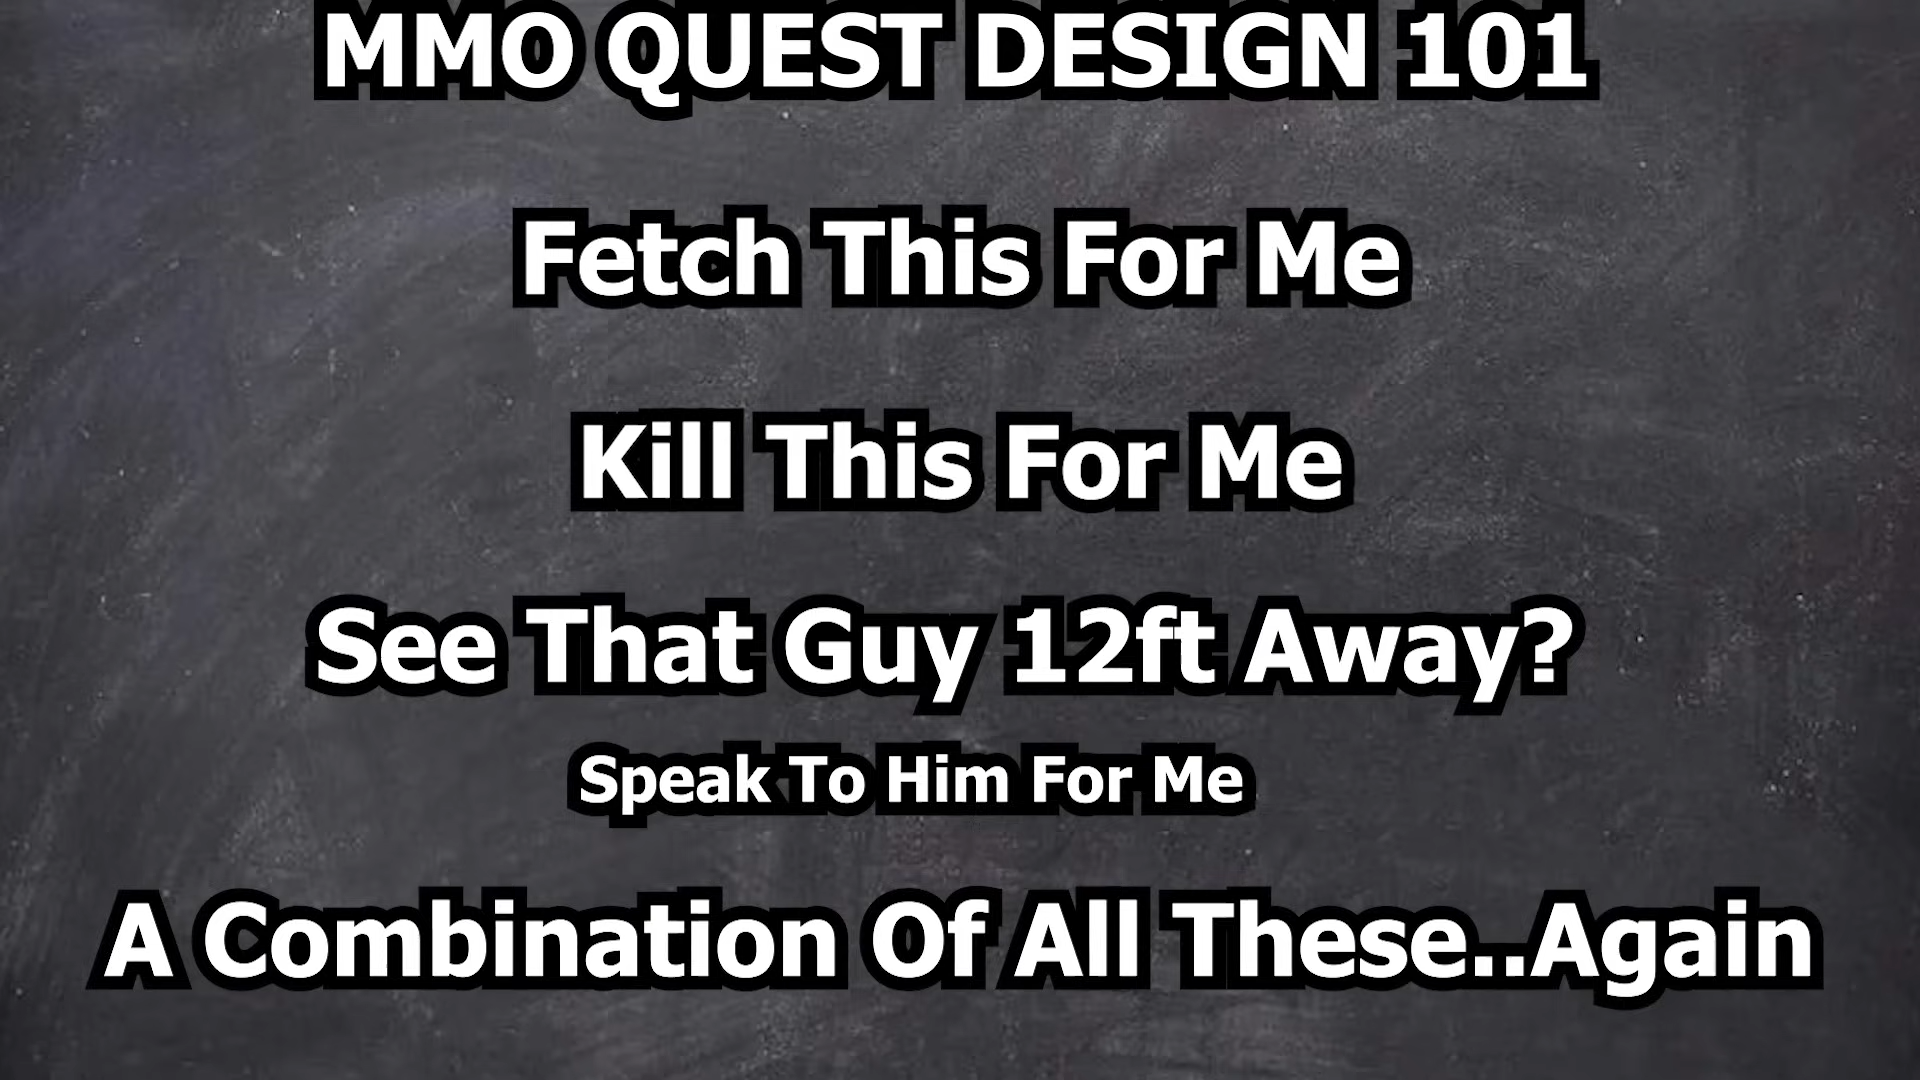 MMO QUEST DESIGN 101
Fetch This For Me
Kill This For Me
See That Guy 12ft Away?
Speak To Him For Me
A Combination Of All These..Again